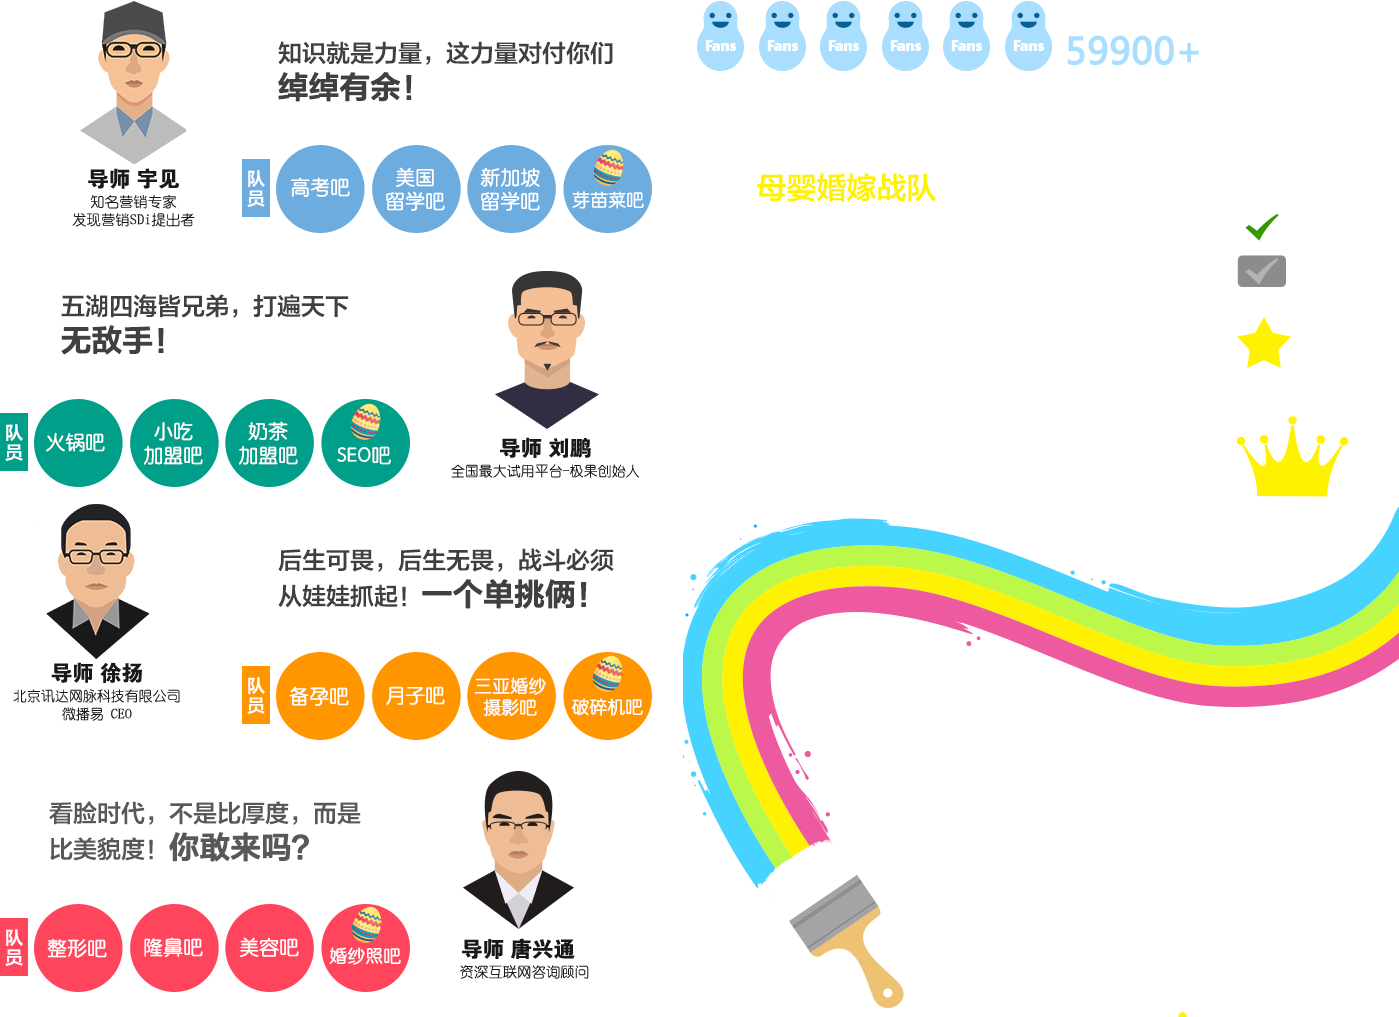 知识就是力量，这力量对付你们
绰绰有余！
导师 宇见
知名营销专家
发现营销SDi提出者
队员
高考吧
美国
留学吧
新加坡
留学吧
芽苗菜吧
五湖四海皆兄弟，打遍天下
无敌手！
队员
火锅吧
小吃
加盟吧
奶茶
加盟吧
SEO吧
导师 刘鹏
全国最大试用平台-极果创始人
后生可畏，后生无畏，战斗必须
从娃娃抓起！一个单挑俩！
导师 徐扬
北京讯达网脉科技有限公司
微播易 CEO
队员
备孕吧
月子吧
三亚婚纱
摄影吧
破碎机吧
看脸时代，不是比厚度，而是
比美貌度！你敢来吗？
队员
整形吧
隆鼻吧
美容吧
婚纱照吧
导师 唐兴通
资深互联网咨询顾问
Fans Fans Fans Fans Fans Fans 59900+
母婴婚嫁战队